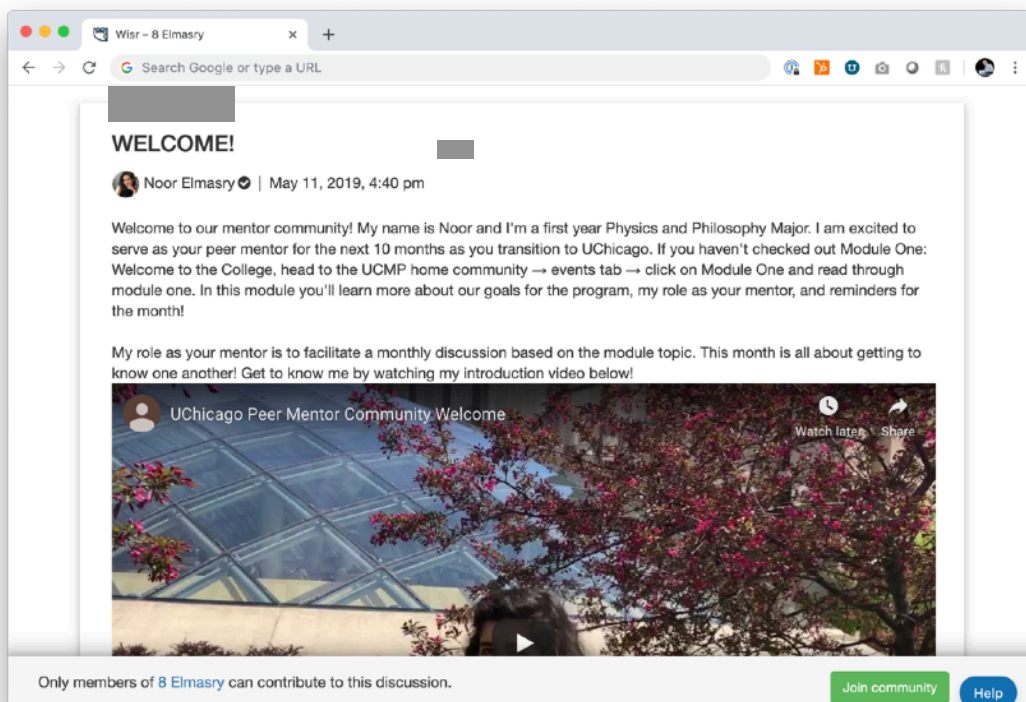 Wisr – 8 Elmasry
Search Google or type a URL
WELCOME!
Noor Elmasry | May 11, 2019, 4:40 pm
Welcome to our mentor community! My name is Noor and I'm a first year Physics and Philosophy Major. I am excited to
serve as your peer mentor for the next 10 months as you transition to UChicago. If you haven't checked out Module One:
Welcome to the College, head to the UCMP home community → events tab → click on Module One and read through
module one. In this module you'll learn more about our goals for the program, my role as your mentor, and reminders for
the month!
My role as your mentor is to facilitate a monthly discussion based on the module topic. This month is all about getting to
know one another! Get to know me by watching my introduction video below!
UChicago Peer Mentor Community Welcome
Watch later Share
Only members of 8 Elmasry can contribute to this discussion.
Join community
Help